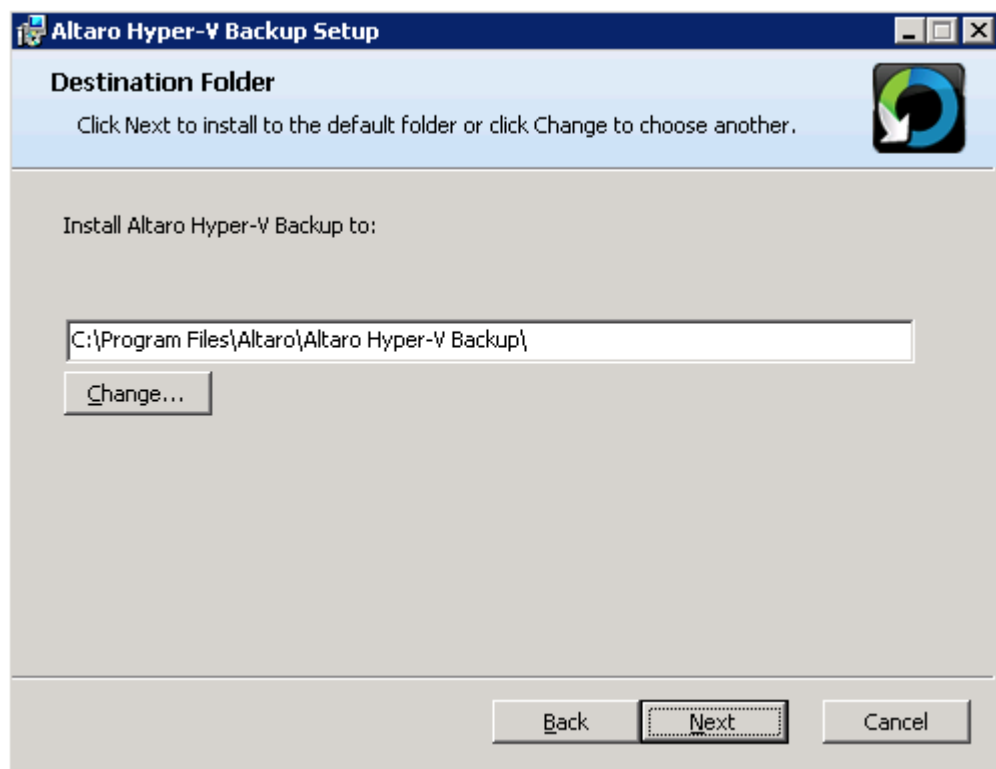 Altaro Hyper-V Backup Setup
Destination Folder
Click Next to install to the default folder or click Change to choose another.
Install Altaro Hyper-V Backup to:
C:\Program Files\Altaro\Altaro Hyper-V Backup\
Change...
Back Next Cancel